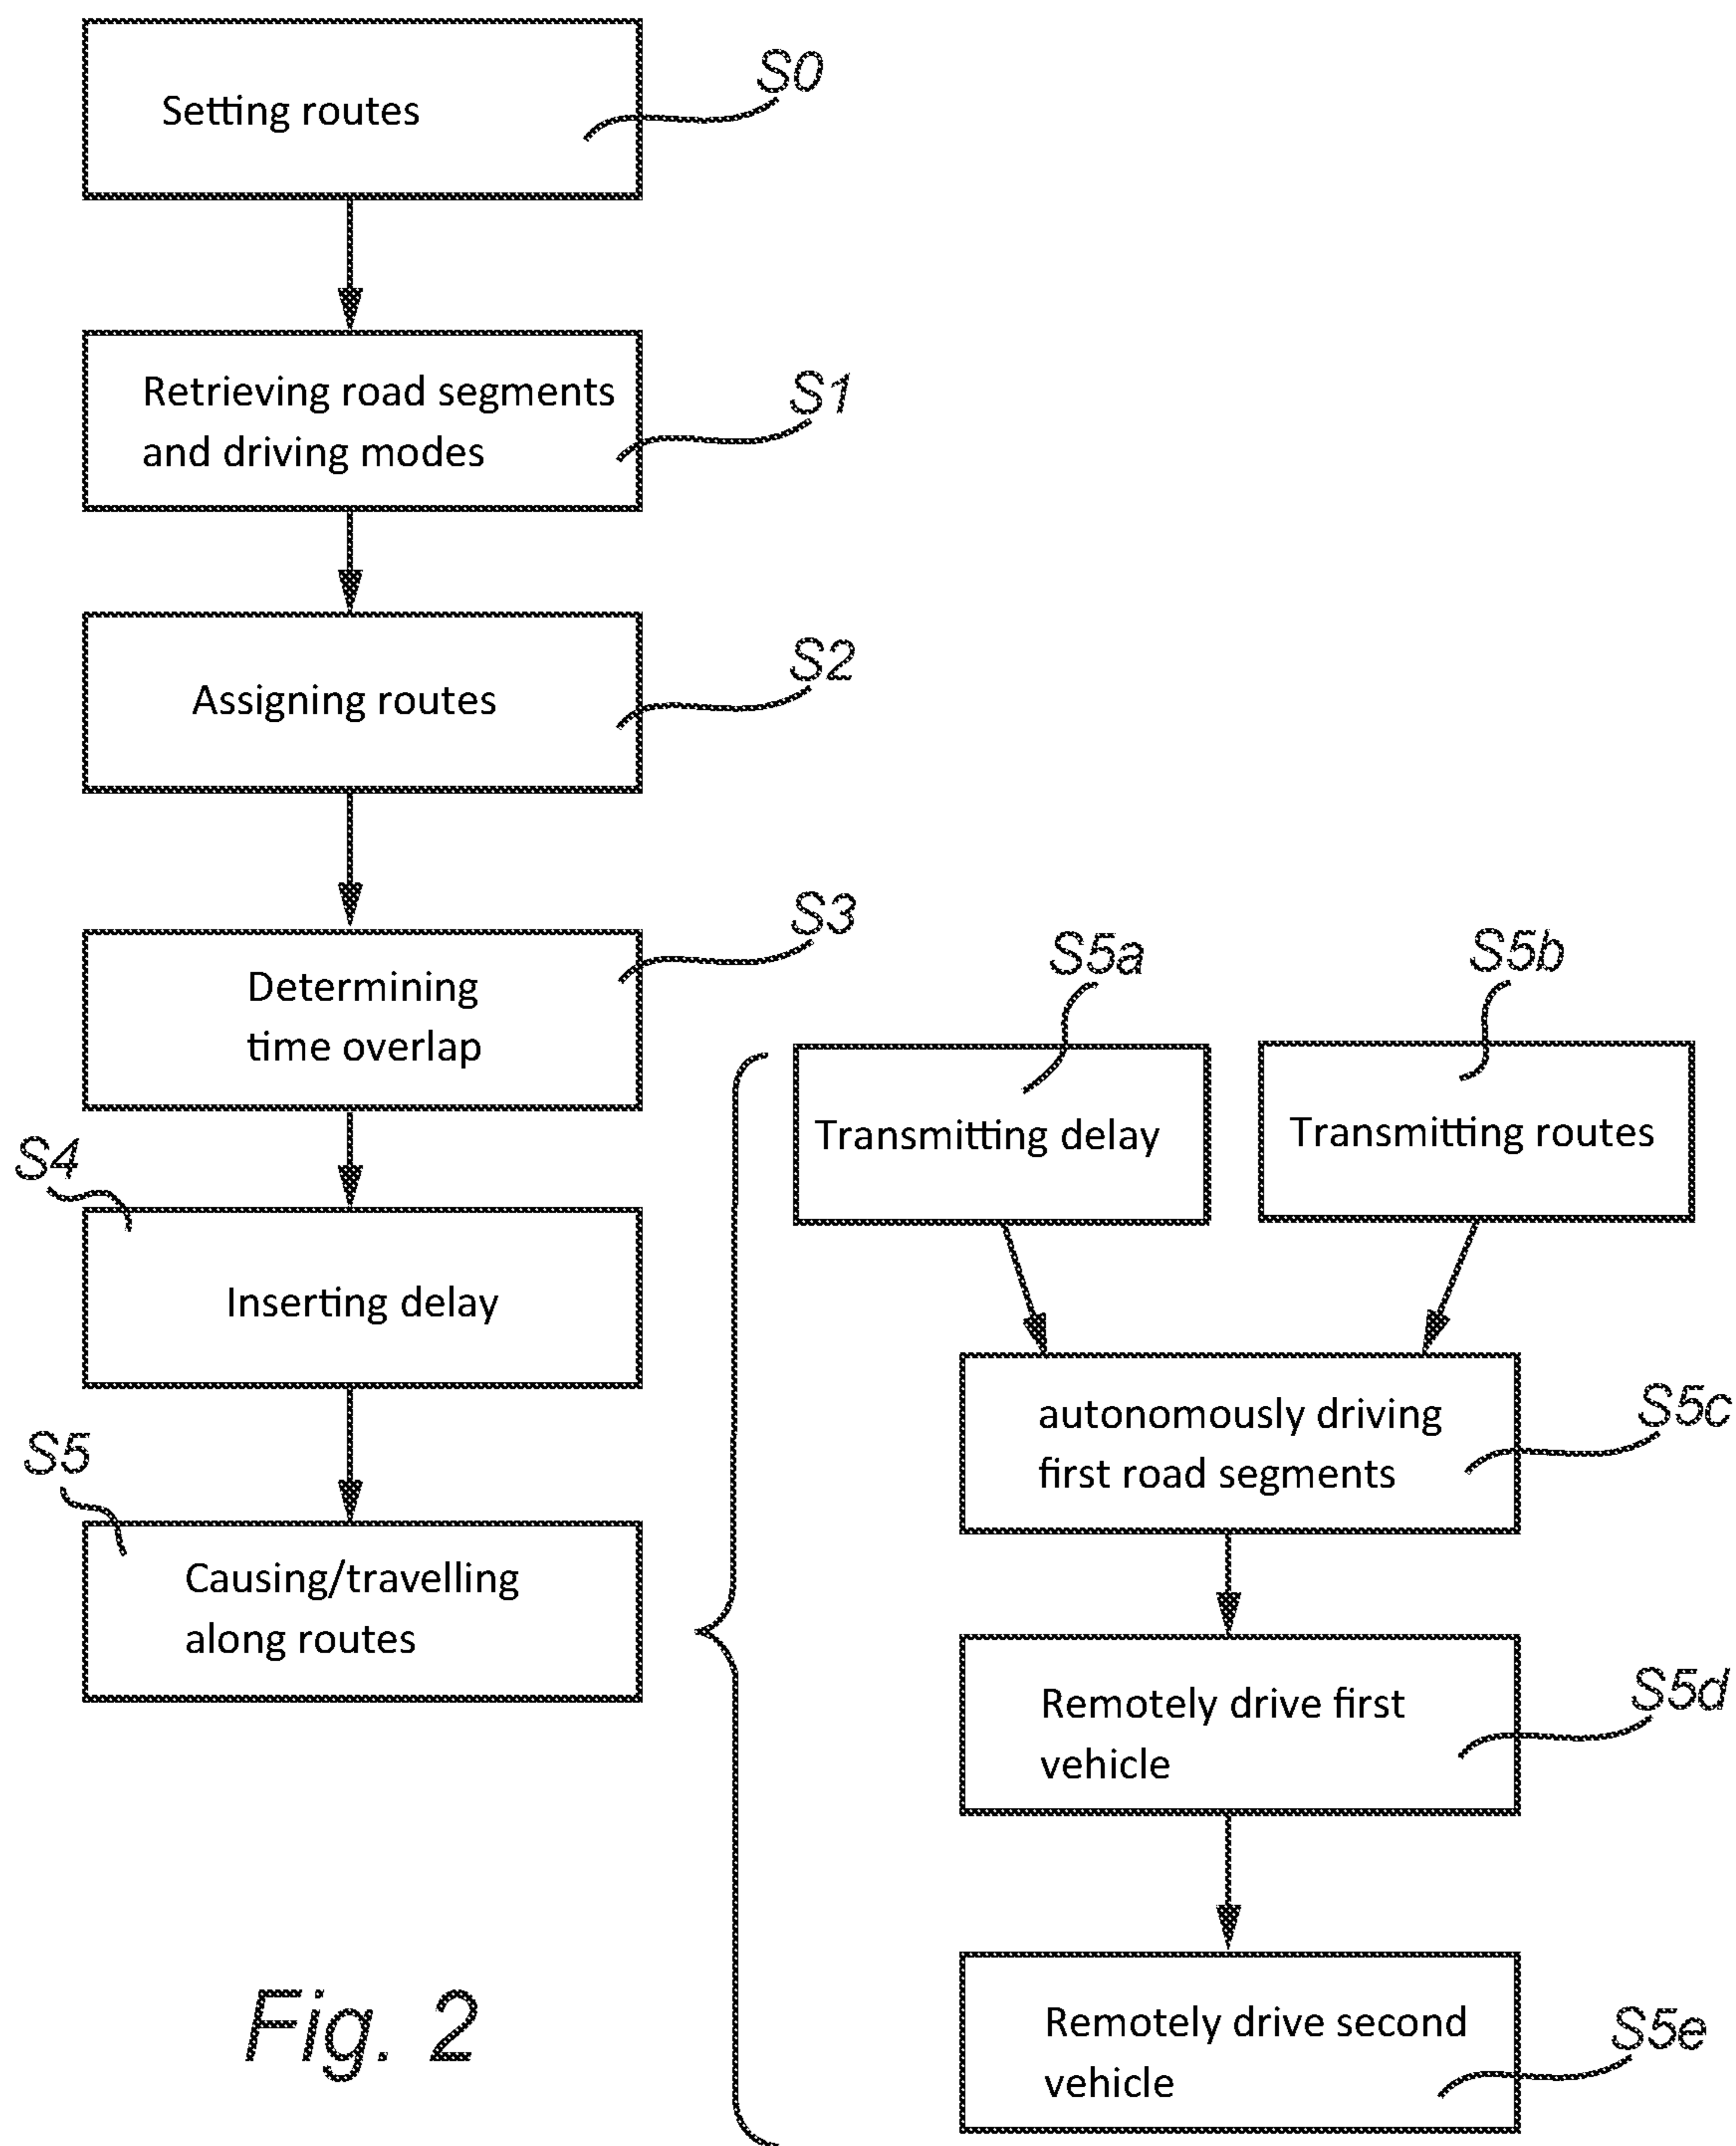 Setting routes
S0
Retrieving road segments
and driving modes
S1
Assigning routes
S2
Determining
time overlap
S3
S4
Inserting delay
S5
Causing/travelling
along routes
S5a
Transmitting delay
S5b
Transmitting routes
autonomously driving
first road segments
S5c
Remotely drive first
vehicle
S5d
Remotely drive second
vehicle
S5e
Fig. 2